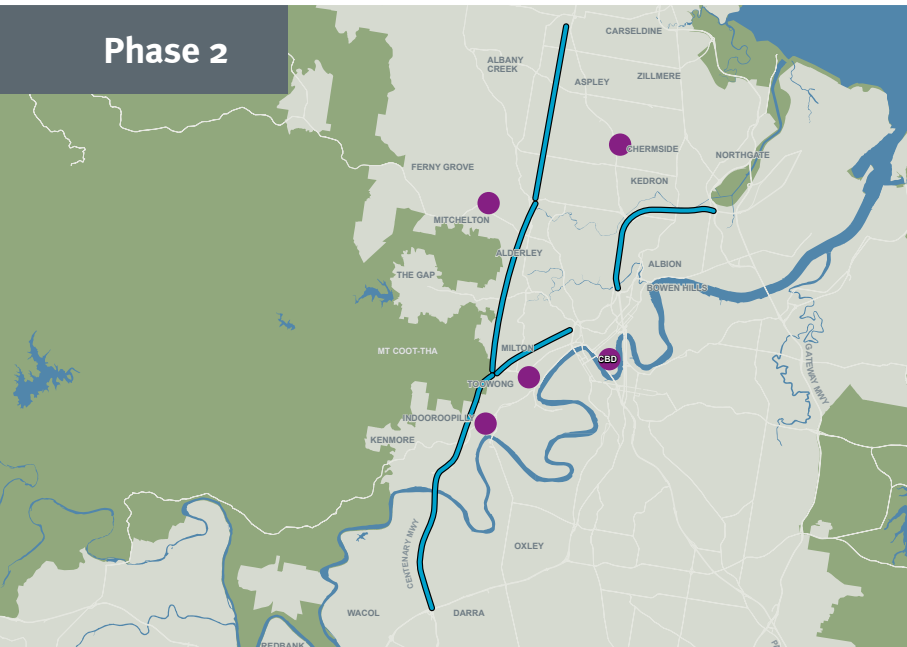 Phase 2
CARSELDINE
ALBANY
CREEK
ASPLEY
ZILLMERE
CHERMSIDE
NORTHGATE
FERNY GROVE
KEDRON
MITCHELTON
ALDERLEY
ALBION
THE GAP
BOWEN HILLS
MT COOT-THA
MILTON
CBD
GATEWAY MWY
TOOWONG
INDOOROOPILLY
KENMORE
CENTENARY MWY
OXLEY
WACOL
DARRA
REDBANK